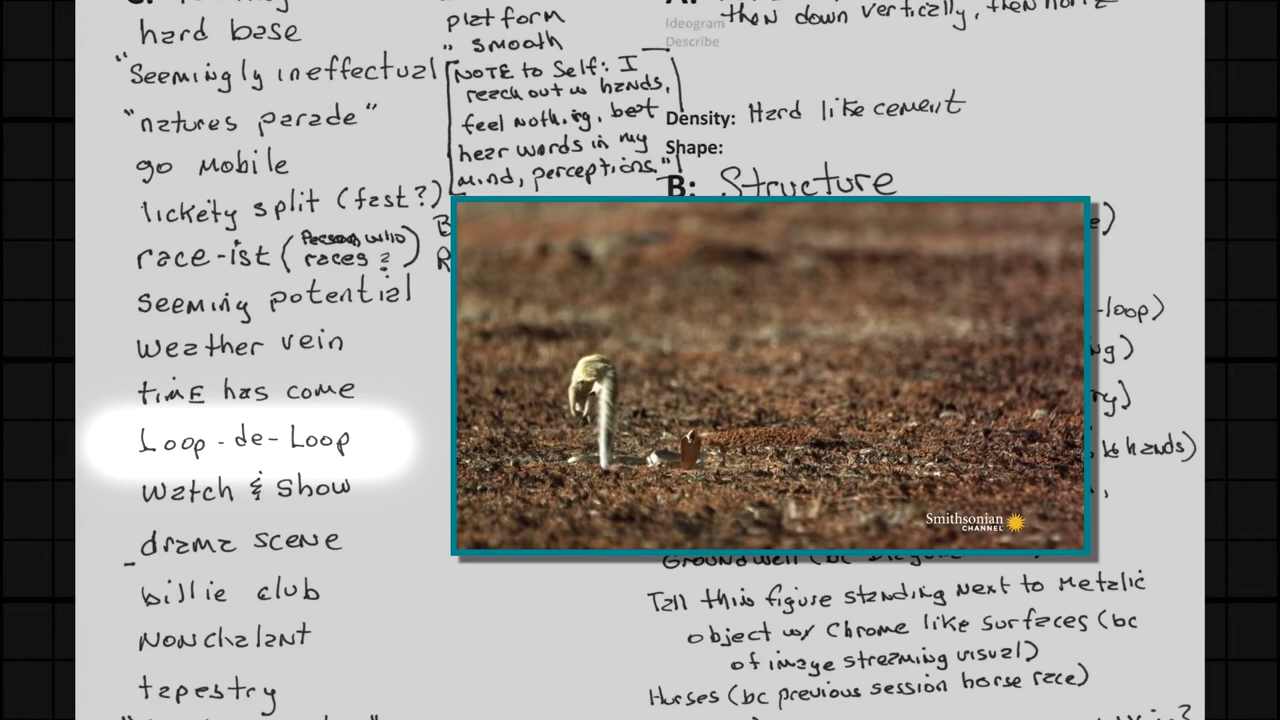 hard base
"Seemingly ineffectual
"natures parade"
go mobile
lickety split (fast?)
race-ist (Person who races?)
seeming potential
weather vein
time has come
Loop-de-Loop
watch & show
drama scene
billie club
Nonchalant
tapestry
platform
" smooth
NOTE to Self: I
reach out w hands,
feel nothing, but
hear words in my
mind, perceptions."
Ideogram
Describe
then down vertically, then
Density: Hard like cement
Shape:
B: Structure
-loop)
hands)
Smithsonian
CHANNEL
Tall thin figure standing next to Metalic
object w/ Chrome like surfaces (bc
of image streaming visual)
Horses (bc previous session horse race)